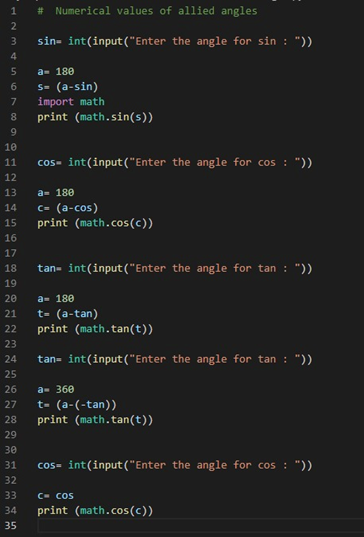 1 #  Numerical values of allied angles
2
3 sin= int(input("Enter the angle for sin : "))
4
5 a= 180
6 s= (a-sin)
7 import math
8 print (math.sin(s))
9
10
11 cos= int(input("Enter the angle for cos : "))
12
13 a= 180
14 c= (a-cos)
15 print (math.cos(c))
16
17
18 tan= int(input("Enter the angle for tan : "))
19
20 a= 180
21 t= (a-tan)
22 print (math.tan(t))
23
24 tan= int(input("Enter the angle for tan : "))
25
26 a= 360
27 t= (a-(-tan))
28 print (math.tan(t))
29
30
31 cos= int(input("Enter the angle for cos : "))
32
33 c= cos
34 print (math.cos(c))
35